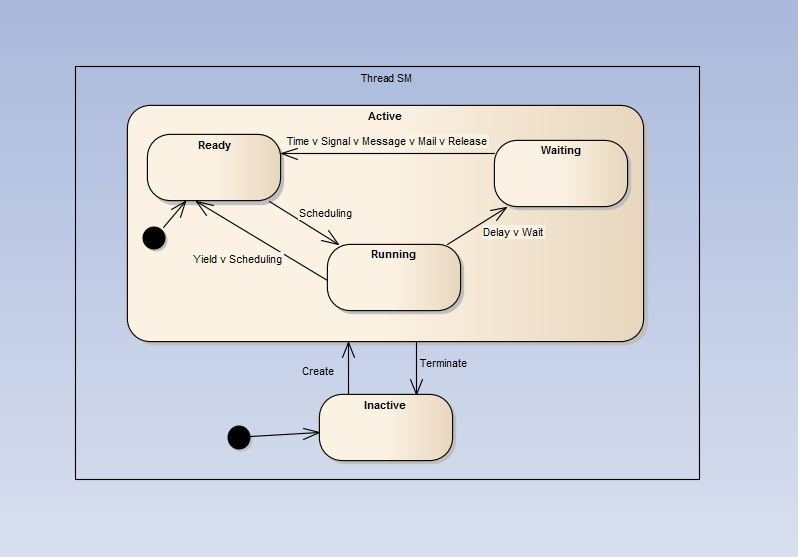 Thread SM
Active
Ready
Time v Signal v Message v Mail v Release
Waiting
Scheduling
Delay v Wait
Yield v Scheduling
Running
Create
Terminate
Inactive